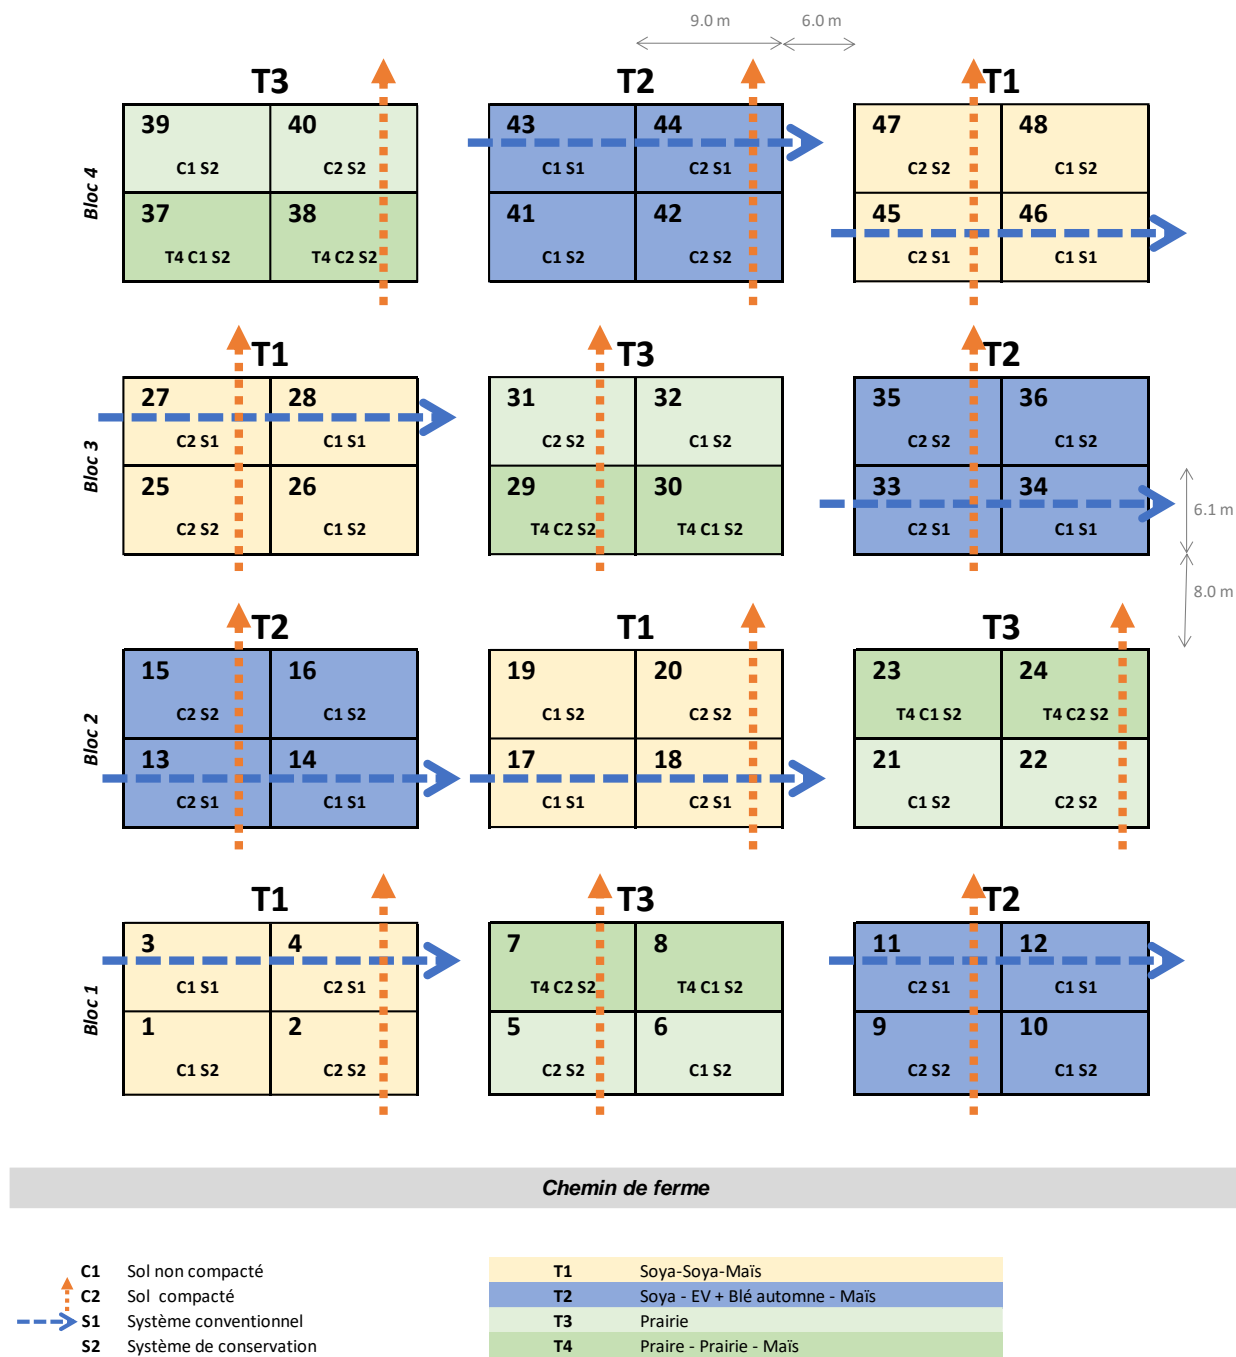 9.0 m 6.0 m
T3 T2 T1
Bloc 4
39 40 43 44 47 48
C1 S2 C2 S2 C1 S1 C2 S1 C2 S2 C1 S2
37 38 41 42 45 46
T4 C1 S2 T4 C2 S2 C1 S2 C2 S2 C2 S1 C1 S1
T1 T3 T2
Bloc 3
27 28 31 32 35 36
C2 S1 C1 S1 C2 S2 C1 S2 C2 S2 C1 S2
25 26 29 30 33 34
6.1 m
C2 S2 C1 S2 T4 C2 S2 T4 C1 S2 C2 S1 C1 S1
8.0 m
T2 T1 T3
Bloc 2
15 16 19 20 23 24
C2 S2 C1 S2 C1 S2 C2 S2 T4 C1 S2 T4 C2 S2
13 14 17 18 21 22
C2 S1 C1 S1 C1 S1 C2 S1 C1 S2 C2 S2
T1 T3 T2
Bloc 1
3 4 7 8 11 12
C1 S1 C2 S1 T4 C2 S2 T4 C1 S2 C2 S1 C1 S1
1 2 5 6 9 10
C1 S2 C2 S2 C2 S2 C1 S2 C2 S2 C1 S2
Chemin de ferme
C1 Sol non compacté
C2 Sol compacté
S1 Système conventionnel
S2 Système de conservation
T1 Soya-Soya-Maïs
T2 Soya - EV + Blé automne - Maïs
T3 Prairie
T4 Praire - Prairie - Maïs